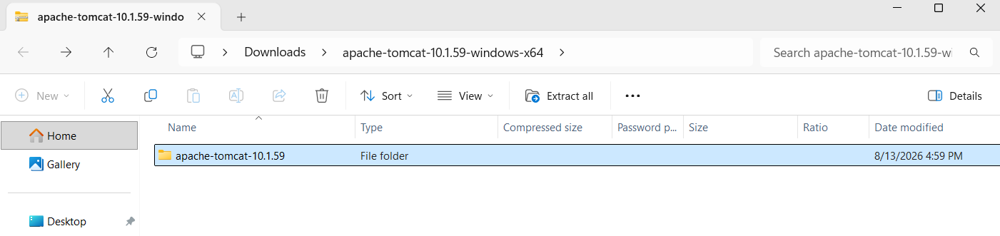 apache-tomcat-10.1.59-windo
Downloads apache-tomcat-10.1.59-windows-x64 Search apache-tomcat-10.1.59-wi
New Sort View Extract all Details
Name Type Compressed size Password p... Size Ratio Date modified
Home
apache-tomcat-10.1.59 File folder 8/13/2026 4:59 PM
Gallery
Desktop